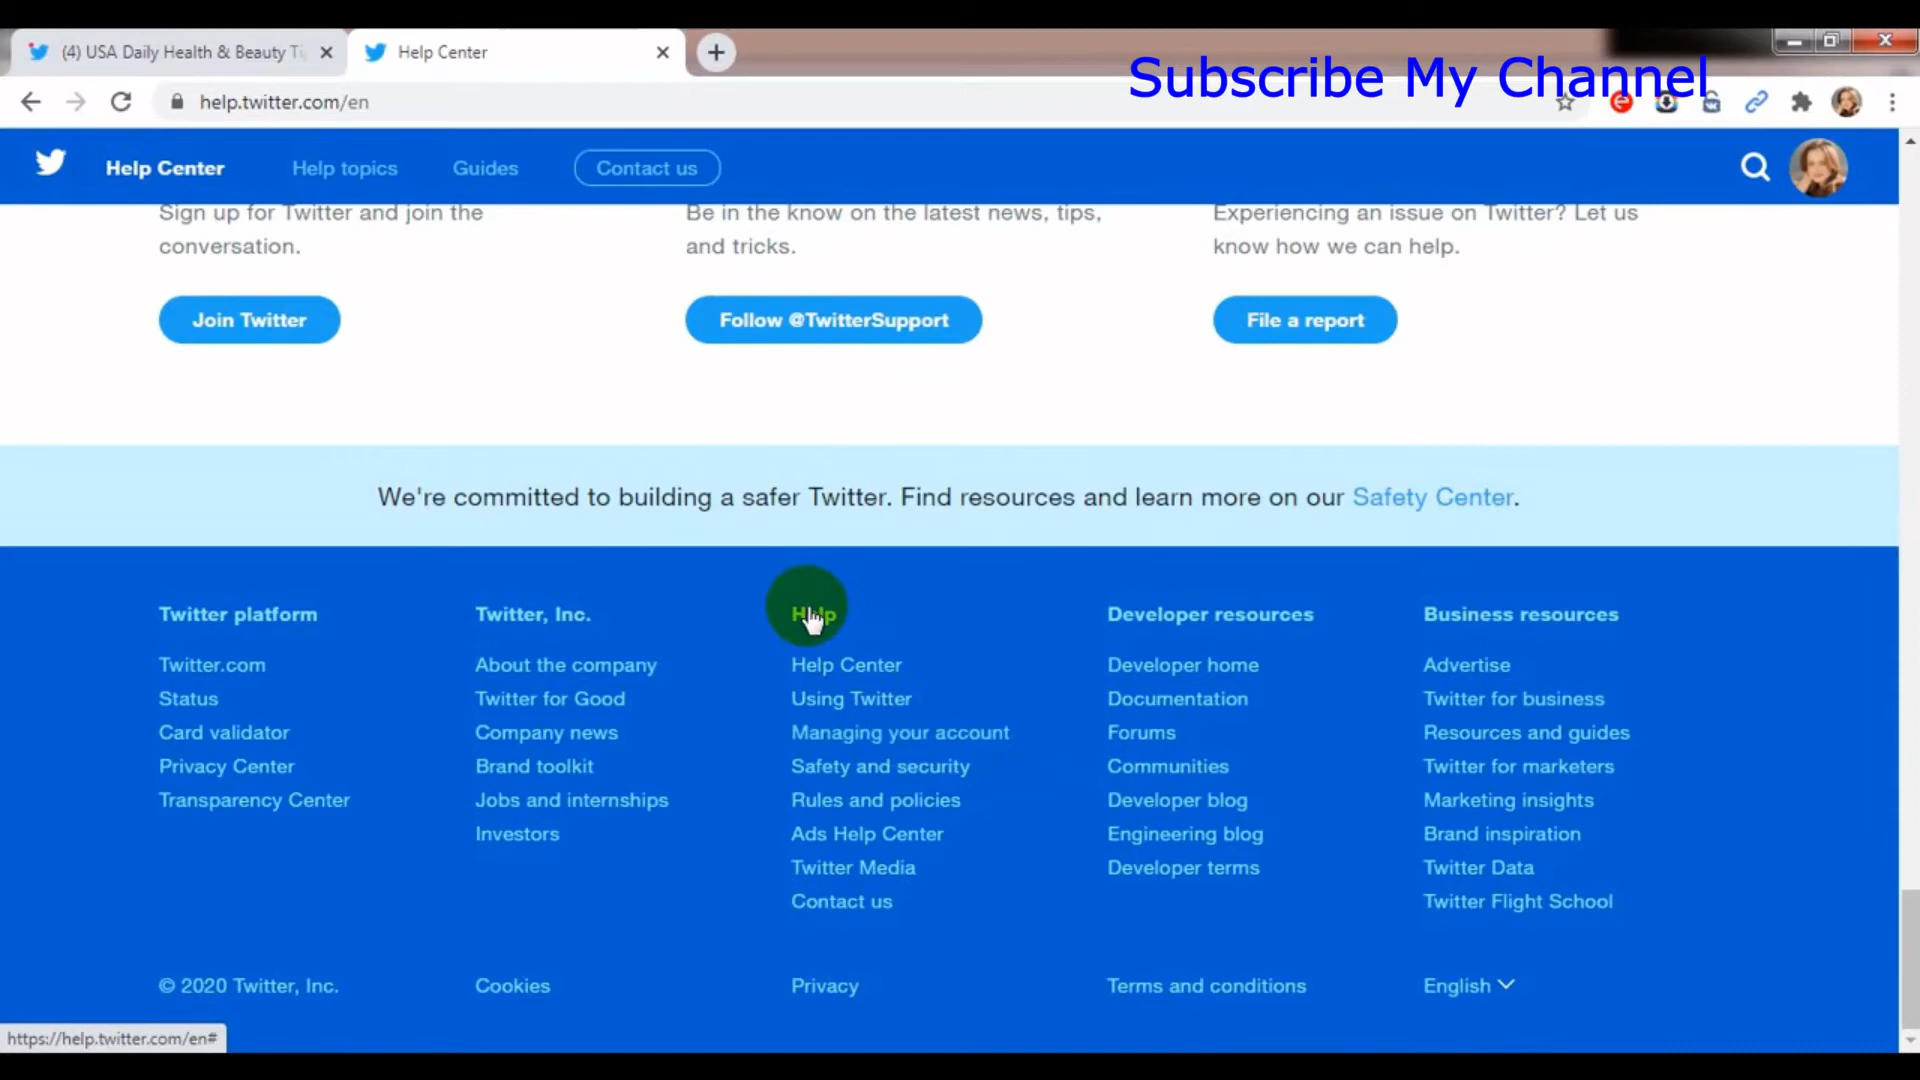 (4) USA Daily Health & Beauty Ti
Help Center
Subscribe My Channel
help.twitter.com/en
Help Center
Help topics
Guides
Contact us
Sign up for Twitter and join the
conversation.
Be in the know on the latest news, tips,
and tricks.
Experiencing an issue on Twitter? Let us
know how we can help.
Join Twitter
Follow @TwitterSupport
File a report
We're committed to building a safer Twitter. Find resources and learn more on our Safety Center.
Twitter platform
Twitter.com
Status
Card validator
Privacy Center
Transparency Center
Twitter, Inc.
About the company
Twitter for Good
Company news
Brand toolkit
Jobs and internships
Investors
Help
Help Center
Using Twitter
Managing your account
Safety and security
Rules and policies
Ads Help Center
Twitter Media
Contact us
Developer resources
Developer home
Documentation
Forums
Communities
Developer blog
Engineering blog
Developer terms
Business resources
Advertise
Twitter for business
Resources and guides
Twitter for marketers
Marketing insights
Brand inspiration
Twitter Data
Twitter Flight School
© 2020 Twitter, Inc.
Cookies
Privacy
Terms and conditions
English
https://help.twitter.com/en#